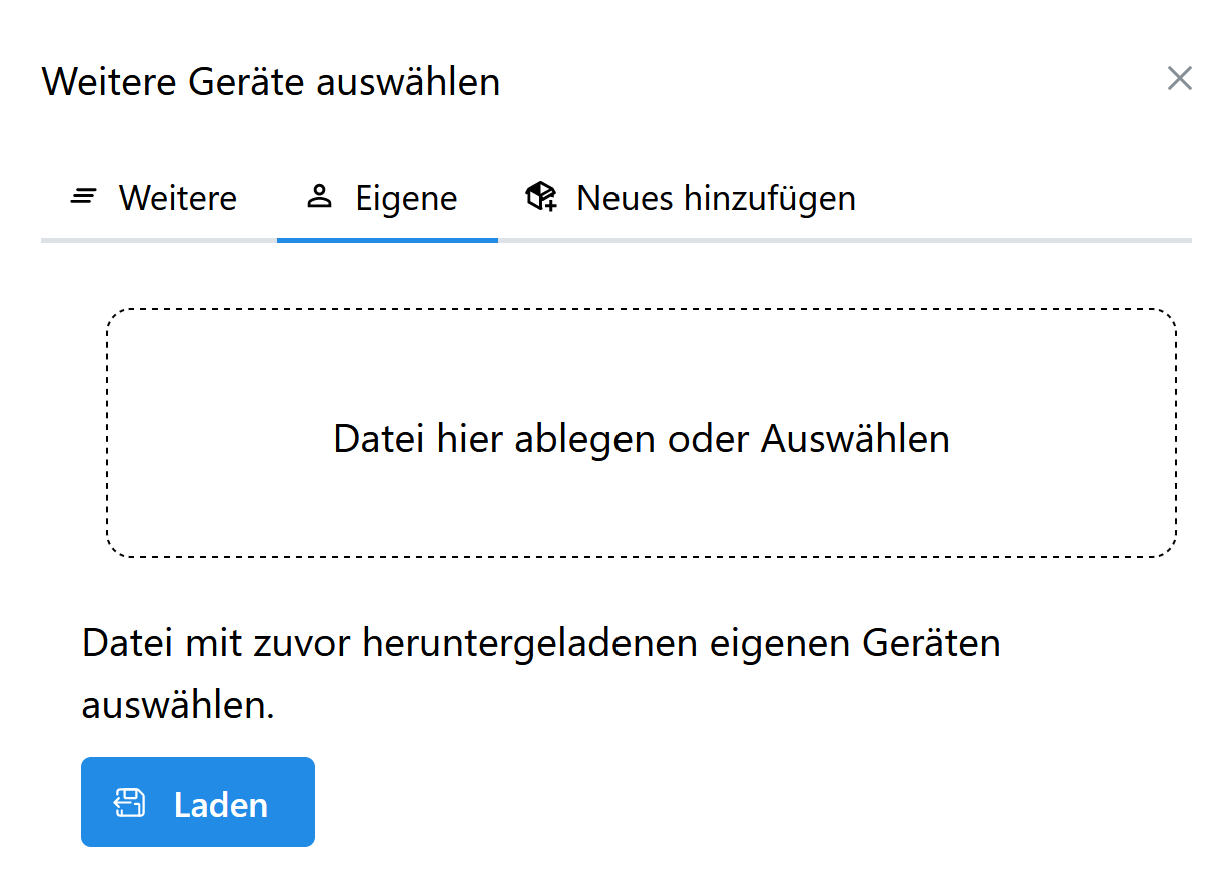 Weitere Geräte auswählen
Weitere
Eigene
Neues hinzufügen
Datei hier ablegen oder Auswählen
Datei mit zuvor heruntergeladenen eigenen Geräten
auswählen.
Laden